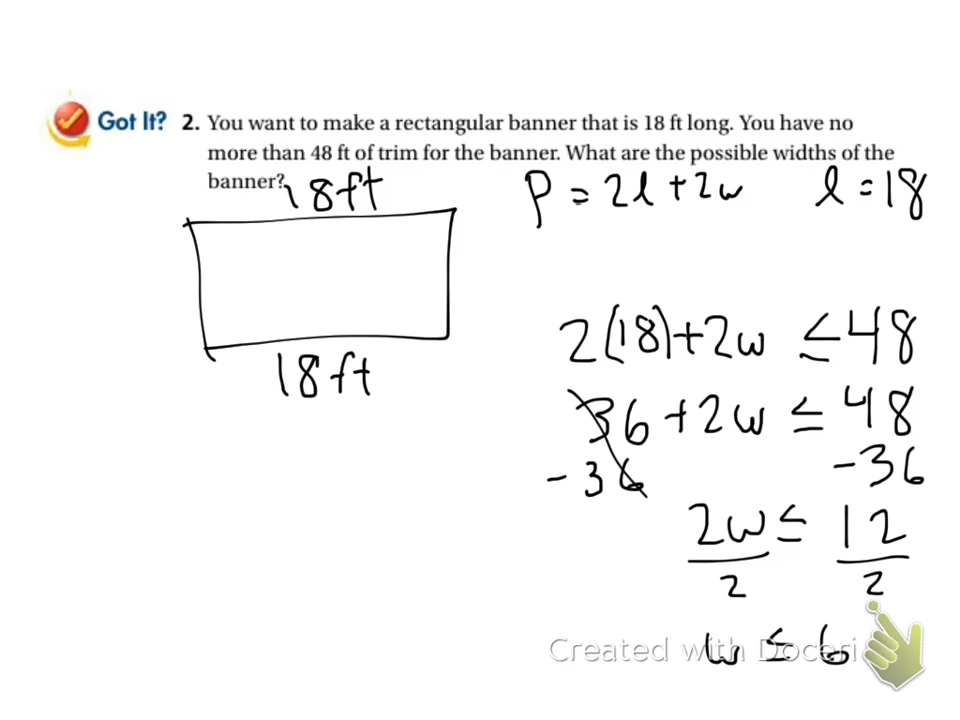 Got It? 2. You want to make a rectangular banner that is 18 ft long. You have no
more than 48 ft of trim for the banner. What are the possible widths of the
banner?
18ft
P = 2l + 2w l = 18
18ft
2(18) + 2w ≤ 48
36 + 2w ≤ 48
- 36 - 36
2w ≤ 12
2 2
w ≤ 6
Created with Doceri